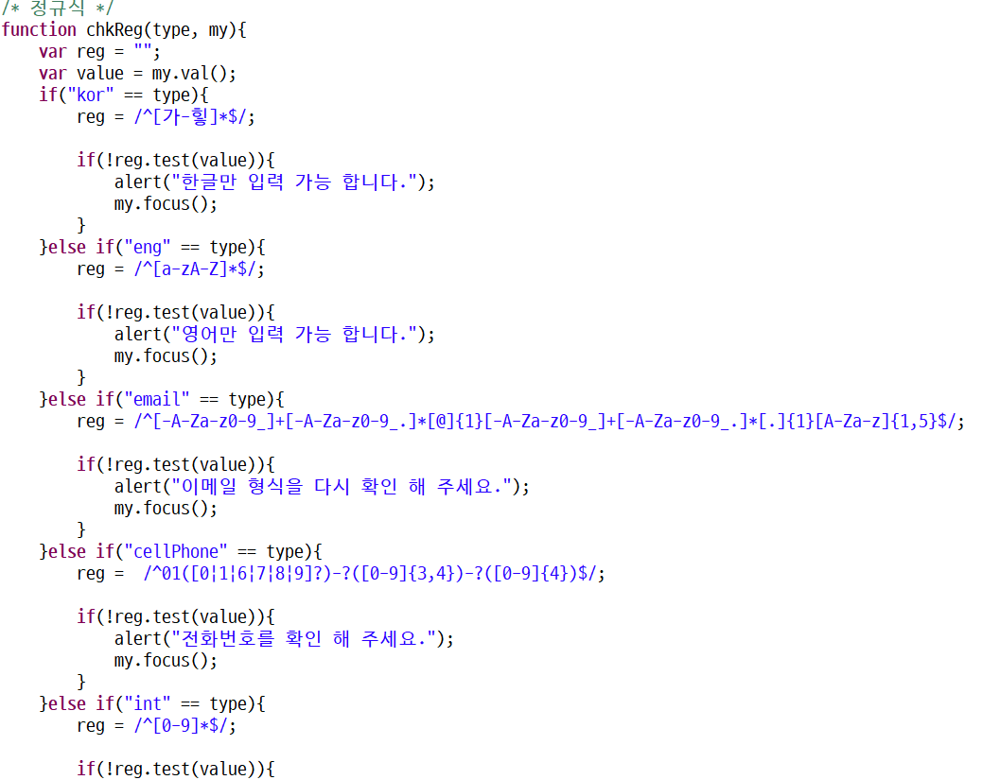 /* 정규식 */
function chkReg(type, my){
    var reg = "";
    var value = my.val();
    if("kor" == type){
        reg = /^[가-힣]*$/;

        if(!reg.test(value)){
            alert("한글만 입력 가능 합니다.");
            my.focus();
        }
    }else if("eng" == type){
        reg = /^[a-zA-Z]*$/;

        if(!reg.test(value)){
            alert("영어만 입력 가능 합니다.");
            my.focus();
        }
    }else if("email" == type){
        reg = /^[-A-Za-z0-9_]+[-A-Za-z0-9_.]*[@]{1}[-A-Za-z0-9_]+[-A-Za-z0-9_.]*[.]{1}[A-Za-z]{1,5}$/;

        if(!reg.test(value)){
            alert("이메일 형식을 다시 확인 해 주세요.");
            my.focus();
        }
    }else if("cellPhone" == type){
        reg =  /^01([0|1|6|7|8|9]?)-?([0-9]{3,4})-?([0-9]{4})$/;

        if(!reg.test(value)){
            alert("전화번호를 확인 해 주세요.");
            my.focus();
        }
    }else if("int" == type){
        reg = /^[0-9]*$/;

        if(!reg.test(value)){